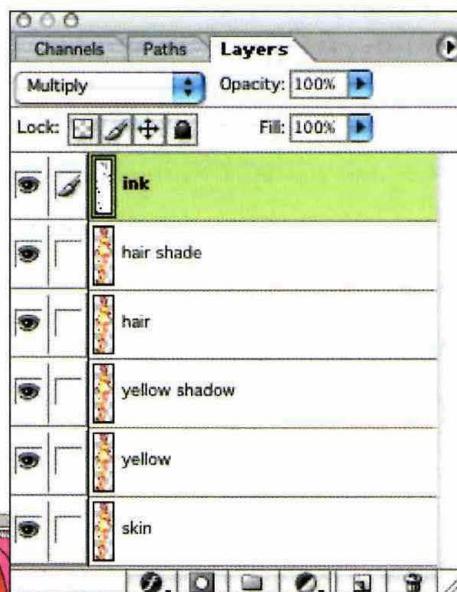 Channels Paths Layers
Multiply Opacity: 100%
Lock: Fill: 100%
ink
hair shade
hair
yellow shadow
yellow
skin